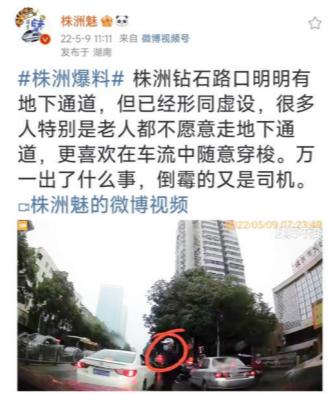 株洲魅
22-5-9 11:11 来自 微博视频号
发布于 湖南
#株洲爆料# 株洲钻石路口明明有
地下通道，但已经形同虚设，很多
人特别是老人都不愿意走地下通
道，更喜欢在车流中随意穿梭。万
一出了什么事，倒霉的又是司机。
株洲魅的微博视频
2022/05/09 07:23:49